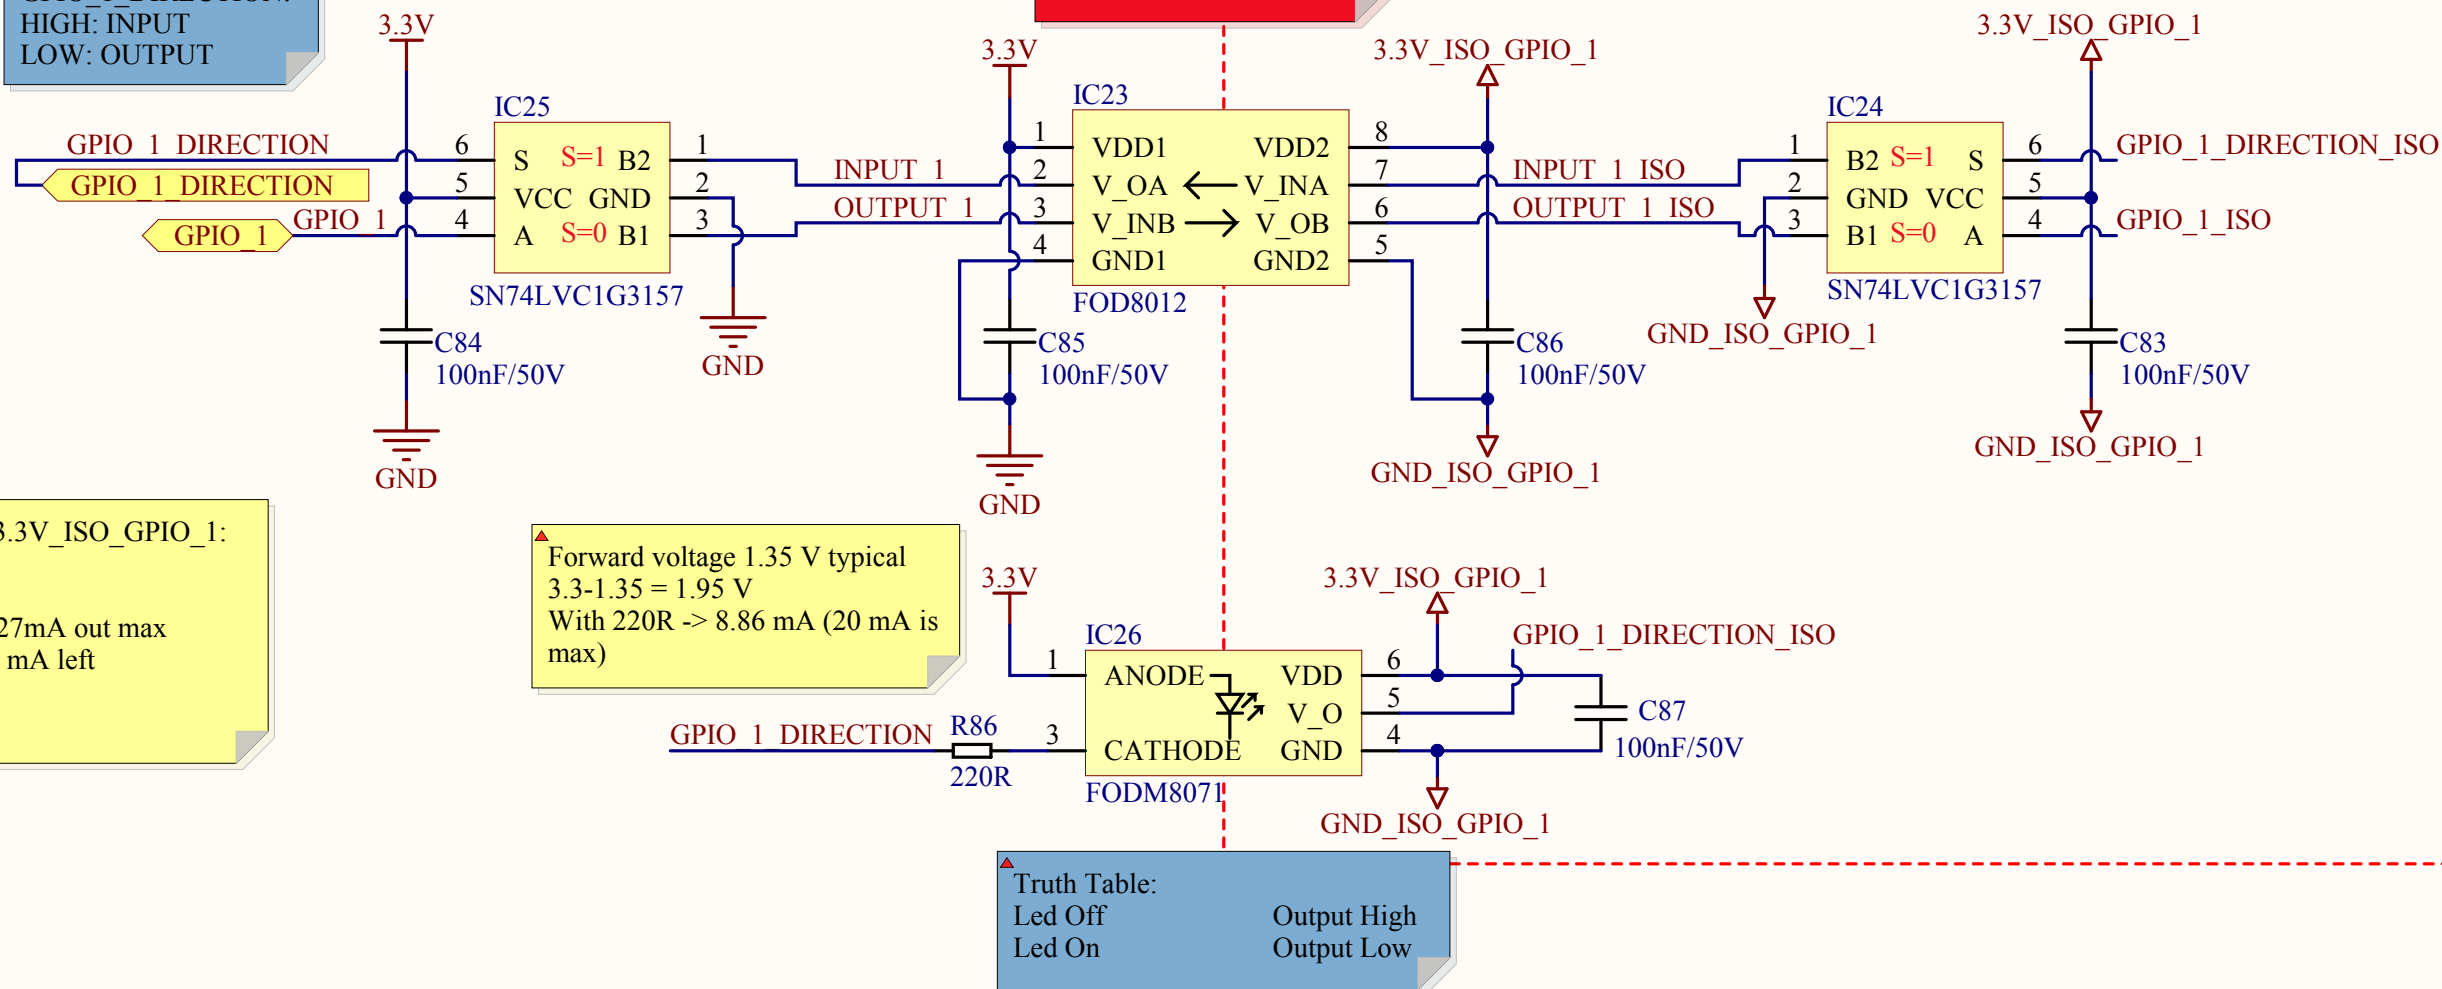 HIGH: INPUT
LOW: OUTPUT
3.3V
3.3V
3.3V_ISO_GPIO_1
3.3V_ISO_GPIO_1
IC25
GPIO_1_DIRECTION
GPIO_1_DIRECTION
GPIO_1
GPIO_1
6 S S=1 B2 1
5 VCC GND 2
4 A S=0 B1 3
SN74LVC1G3157
C84
100nF/50V
GND
GND
INPUT_1
OUTPUT_1
IC23
1 VDD1 VDD2 8
2 V_OA V_INA 7
3 V_INB V_OB 6
4 GND1 GND2 5
FOD8012
C85
100nF/50V
GND
C86
100nF/50V
GND_ISO_GPIO_1
INPUT_1_ISO
OUTPUT_1_ISO
IC24
1 B2 S=1 S 6
2 GND VCC 5
3 B1 S=0 A 4
SN74LVC1G3157
GPIO_1_DIRECTION_ISO
GPIO_1_ISO
GND_ISO_GPIO_1
C83
100nF/50V
GND_ISO_GPIO_1
3.3V_ISO_GPIO_1:
27mA out max
mA left
Forward voltage 1.35 V typical
3.3-1.35 = 1.95 V
With 220R -> 8.86 mA (20 mA is
max)
3.3V
3.3V_ISO_GPIO_1
GPIO_1_DIRECTION_ISO
IC26
1 ANODE VDD 6
V_O 5
3 CATHODE GND 4
FODM8071
GPIO_1_DIRECTION
R86
220R
C87
100nF/50V
GND_ISO_GPIO_1
Truth Table:
Led Off Output High
Led On Output Low